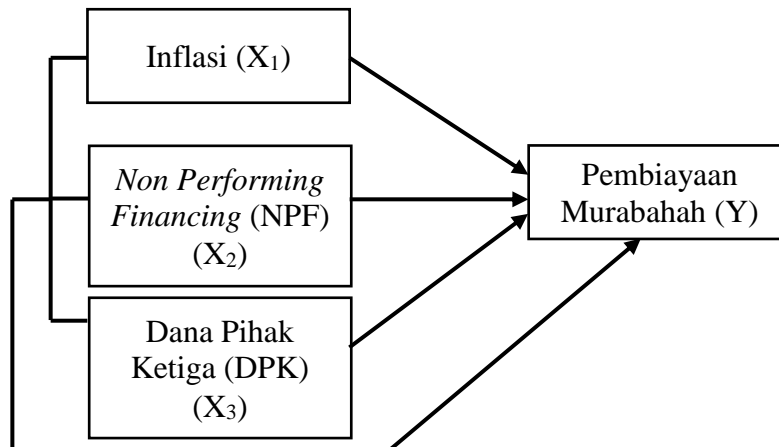 Inflasi (X₁)
Non Performing
Financing (NPF)
(X₂)
Dana Pihak
Ketiga (DPK)
(X₃)
Pembiayaan
Murabahah (Y)